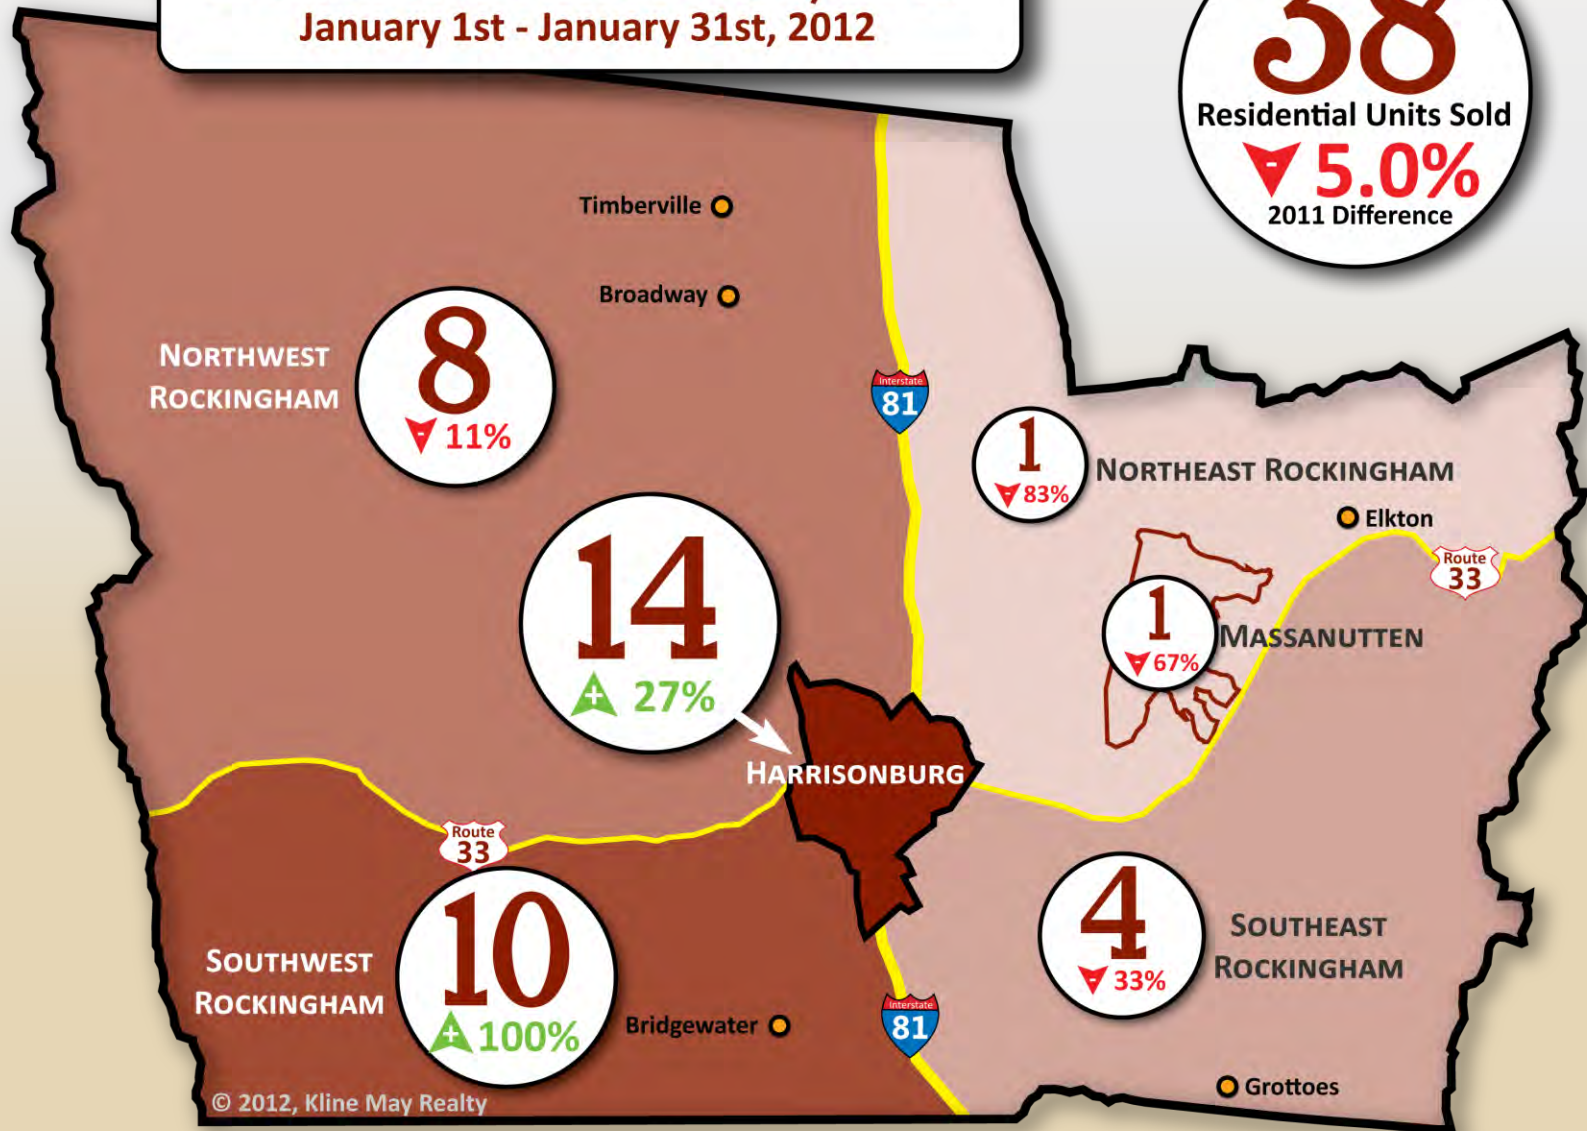 January 1st - January 31st, 2012
38
Residential Units Sold
- 5.0%
2011 Difference
Timberville
Broadway
NORTHWEST
ROCKINGHAM
8
- 11%
Interstate
81
1
- 83%
NORTHEAST ROCKINGHAM
Elkton
Route
33
14
+ 27%
1
- 67%
MASSANUTTEN
HARRISONBURG
Route
33
SOUTHWEST
ROCKINGHAM
10
+ 100%
Bridgewater
Interstate
81
4
- 33%
SOUTHEAST
ROCKINGHAM
Grottoes
© 2012, Kline May Realty